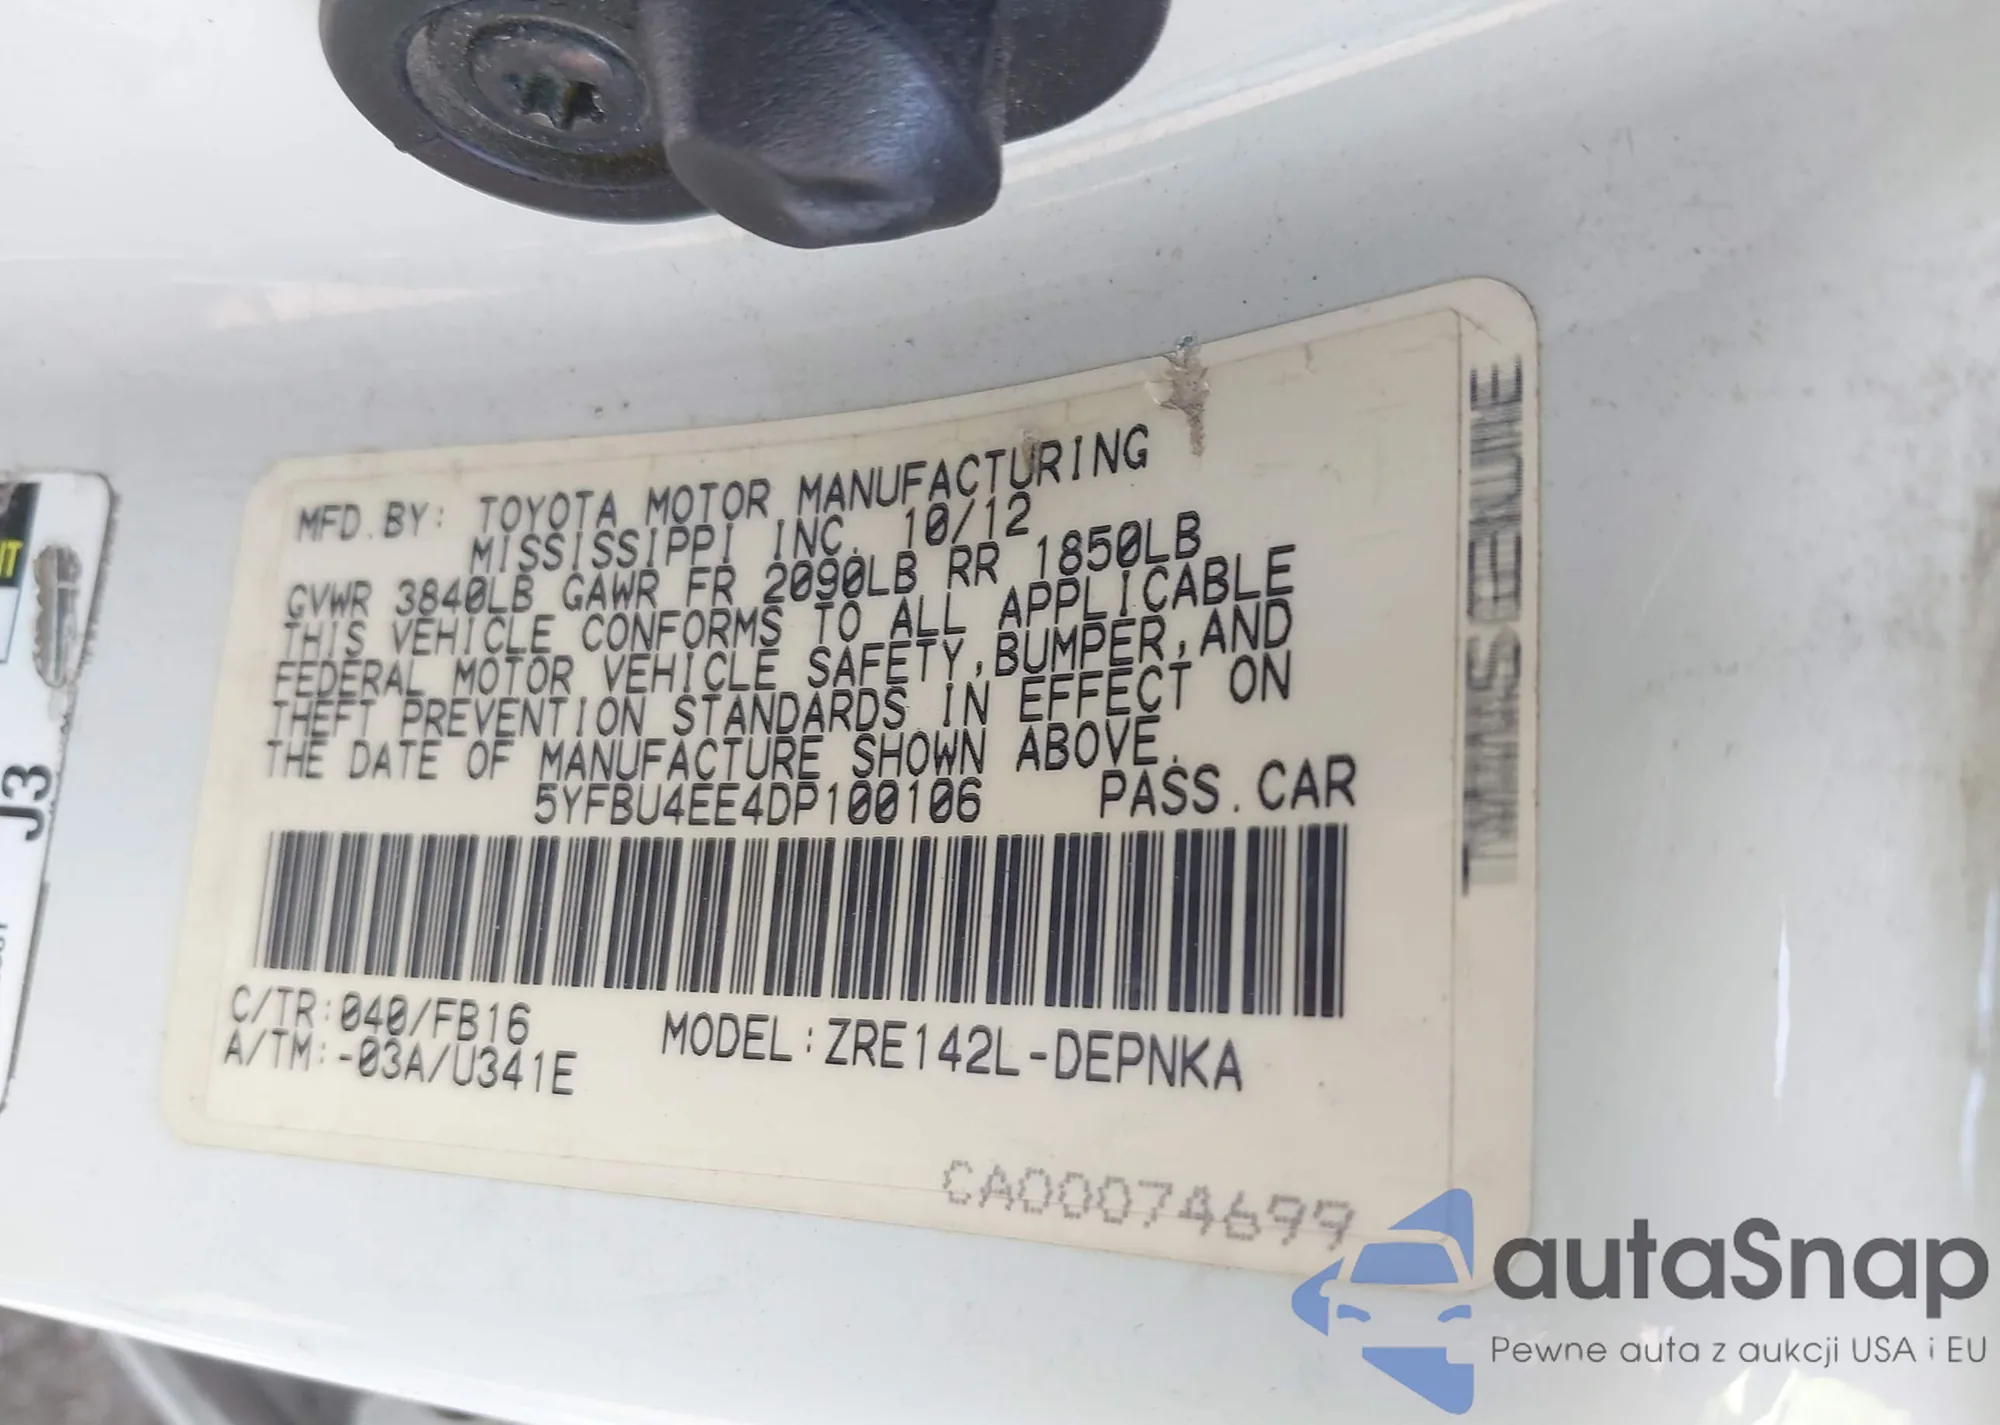 MFD.BY: TOYOTA MOTOR MANUFACTURING
MISSISSIPPI INC. 10/12
GVWR 3840LB GAWR FR 2090LB RR 1850LB
THIS VEHICLE CONFORMS TO ALL APPLICABLE
FEDERAL MOTOR VEHICLE SAFETY,BUMPER,AND
THEFT PREVENTION STANDARDS IN EFFECT ON
THE DATE OF MANUFACTURE SHOWN ABOVE.
5YFBU4EE4DP100106 PASS.CAR
C/TR:040/FB16
A/TM:-03A/U341E
MODEL:ZRE142L-DEPNKA
CA00074699
J3
autaSnap
Pewne auta z aukcji USA i EU